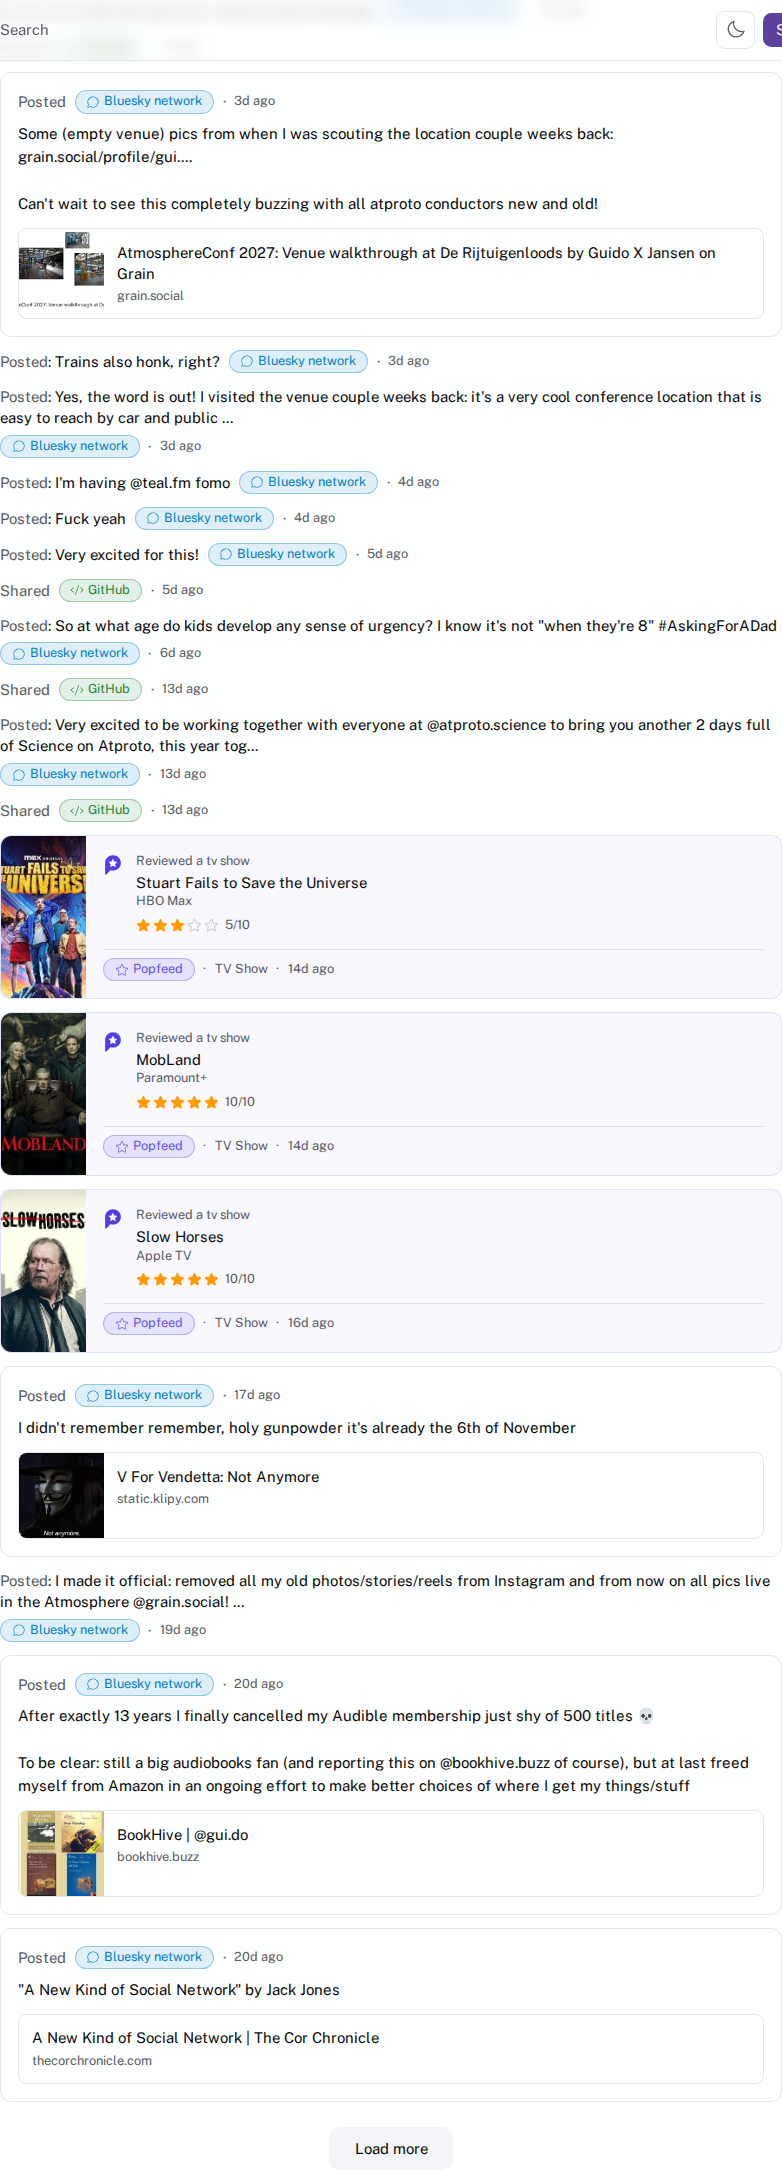 Search
S
Posted Bluesky network · 3d ago
Some (empty venue) pics from when I was scouting the location couple weeks back:
grain.social/profile/gui....
Can't wait to see this completely buzzing with all atproto conductors new and old!
AtmosphereConf 2027: Venue walkthrough at De Rijtuigenloods by Guido X Jansen on
Grain
grain.social
eConf 2027: Venue walkthrough at De
Posted: Trains also honk, right? Bluesky network · 3d ago
Posted: Yes, the word is out! I visited the venue couple weeks back: it's a very cool conference location that is
easy to reach by car and public ...
Bluesky network · 3d ago
Posted: I'm having @teal.fm fomo Bluesky network · 4d ago
Posted: Fuck yeah Bluesky network · 4d ago
Posted: Very excited for this! Bluesky network · 5d ago
Shared GitHub · 5d ago
Posted: So at what age do kids develop any sense of urgency? I know it's not "when they're 8" #AskingForADad
Bluesky network · 6d ago
Shared GitHub · 13d ago
Posted: Very excited to be working together with everyone at @atproto.science to bring you another 2 days full
of Science on Atproto, this year tog...
Bluesky network · 13d ago
Shared GitHub · 13d ago
max ORIGINAL
TUART FAILS TO SAVE
THE UNIVERSE
Reviewed a tv show
Stuart Fails to Save the Universe
HBO Max
5/10
Popfeed · TV Show · 14d ago
MOBLAND
Reviewed a tv show
MobLand
Paramount+
10/10
Popfeed · TV Show · 14d ago
SLOW HORSES
Reviewed a tv show
Slow Horses
Apple TV
10/10
Popfeed · TV Show · 16d ago
Posted Bluesky network · 17d ago
I didn't remember remember, holy gunpowder it's already the 6th of November
Not anymore.
V For Vendetta: Not Anymore
static.klipy.com
Posted: I made it official: removed all my old photos/stories/reels from Instagram and from now on all pics live
in the Atmosphere @grain.social! ...
Bluesky network · 19d ago
Posted Bluesky network · 20d ago
After exactly 13 years I finally cancelled my Audible membership just shy of 500 titles 💀
To be clear: still a big audiobooks fan (and reporting this on @bookhive.buzz of course), but at last freed
myself from Amazon in an ongoing effort to make better choices of where I get my things/stuff
BookHive | @gui.do
bookhive.buzz
Posted Bluesky network · 20d ago
"A New Kind of Social Network" by Jack Jones
A New Kind of Social Network | The Cor Chronicle
thecorchronicle.com
Load more